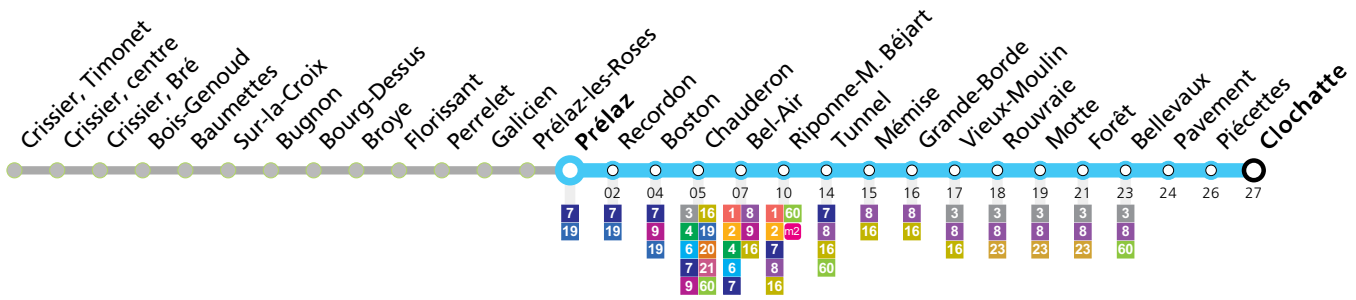 Crissier, Timonet
Crissier, centre
Crissier, Bré
Bois-Genoud
Baumettes
Sur-la-Croix
Bugnon
Bourg-Dessus
Broye
Florissant
Perrelet
Galicien
Prélaz-les-Roses
Prélaz
Recordon
Boston
Chauderon
Bel-Air
Riponne-M. Béjart
Tunnel
Mémise
Grande-Borde
Vieux-Moulin
Rouvraie
Motte
Forêt
Bellevaux
Pavement
Piécettes
Clochatte
02 04 05 07 10 14 15 16 17 18 19 21 23 24 26 27
7 7 7 3 16 1 8 1 60 7 8 8 3 3 3 3 3
19 19 9 4 19 2 9 2 m2 8 16 16 8 8 8 8 8
19 6 20 4 16 7 16 16 23 23 23 60
7 21 6 8 60
9 60 7 16